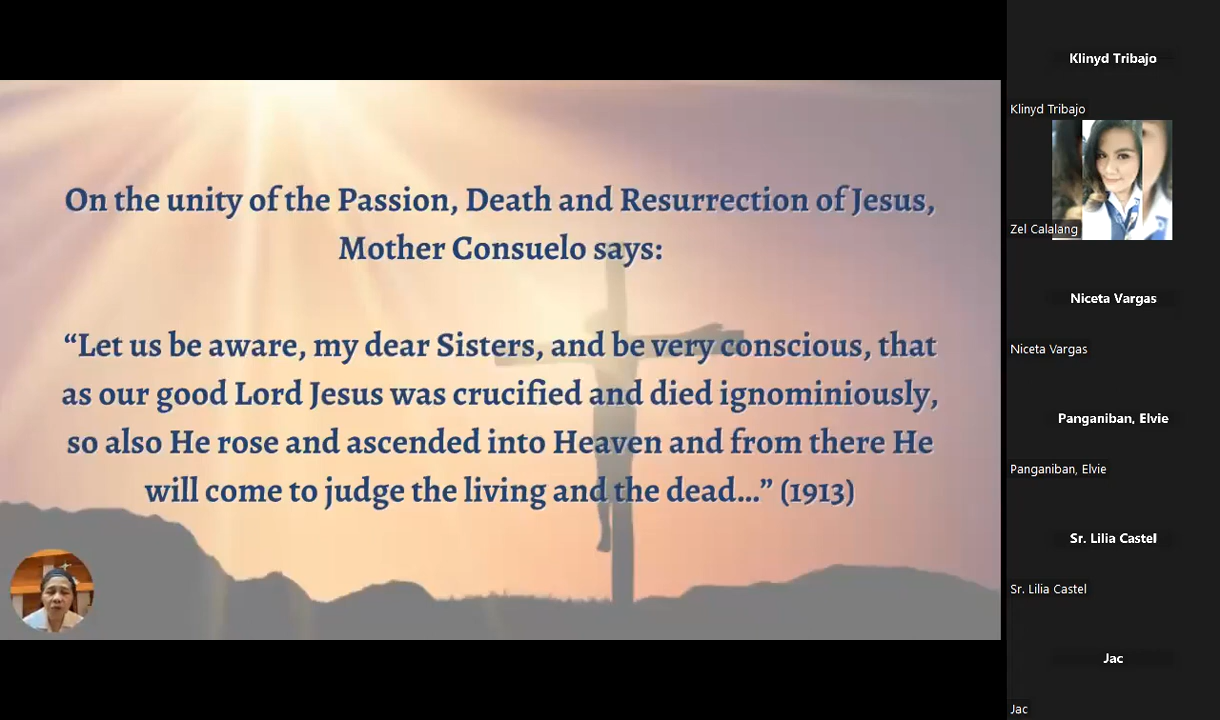 On the unity of the Passion, Death and Resurrection of Jesus,
Mother Consuelo says:
“Let us be aware, my dear Sisters, and be very conscious, that
as our good Lord Jesus was crucified and died ignominiously,
so also He rose and ascended into Heaven and from there He
will come to judge the living and the dead...” (1913)
Klinyd Tribajo
Klinyd Tribajo
Zel Calalang
Niceta Vargas
Niceta Vargas
Panganiban, Elvie
Panganiban, Elvie
Sr. Lilia Castel
Sr. Lilia Castel
Jac
Jac